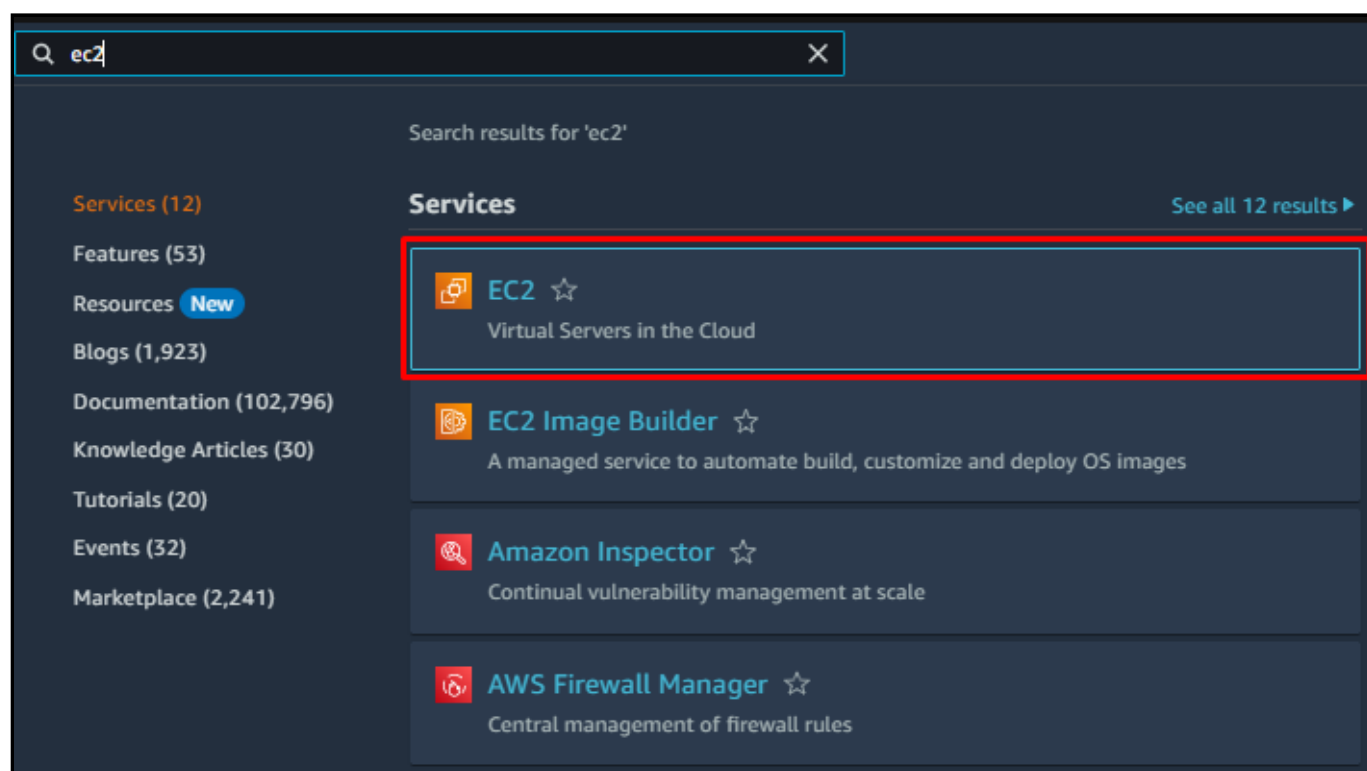 ec2
Search results for 'ec2'
Services (12)
Features (53)
Resources New
Blogs (1,923)
Documentation (102,796)
Knowledge Articles (30)
Tutorials (20)
Events (32)
Marketplace (2,241)
Services
See all 12 results
EC2
Virtual Servers in the Cloud
EC2 Image Builder
A managed service to automate build, customize and deploy OS images
Amazon Inspector
Continual vulnerability management at scale
AWS Firewall Manager
Central management of firewall rules